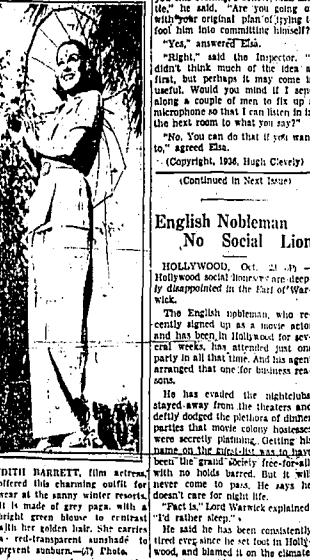 tie," he said. "Are you going o
with your original plan of trying t
fool him into committing himself?
"Yes," answered Elsa.
"Right," said the Inspector. "I
didn't think much of the idea a
first, but perhaps it may come i
useful. Would you mind if I sen
along a couple of men to fix up
microphone so that I can listen in i
the next room to what you say?"
"No. You can do that if you wan
to," agreed Elsa.
(Copyright, 1936, Hugh Clevely)
(Continued in Next Issue)
English Nobleman
No Social Lion
HOLLYWOOD, Oct.
Hollywood social lionesses are deep-
ly disappointed in the Earl of War-
wick.
The English nobleman, who re-
cently signed up as a movie actor
and has been in Hollywood for sev-
eral weeks, has attended just one
party in all that time. And his agent
arranged that one for business rea-
sons.
He has evaded the nightclubs
stayed away from the theaters and
deftly dodged the plethora of dinner
parties that movie colony hostesses
were secretly planning. Getting his
name on the guest list was to have
been the grand society free-for-all
with no holds barred. But it will
never come to pass. He says he
doesn't care for night life.
"Fact is," Lord Warwick explained
"I'd rather sleep."
He said he has been consistently
tired ever since he set foot in Holly-
wood, and blamed it on the climate
EDITH BARRETT, film actress,
offered this charming outfit for
wear at the sunny winter resorts.
It is made of grey paga, with a
bright green blouse to contrast
with her golden hair. She carries
a red-transparent sunshade to
prevent sunburn.—(P) Photo.